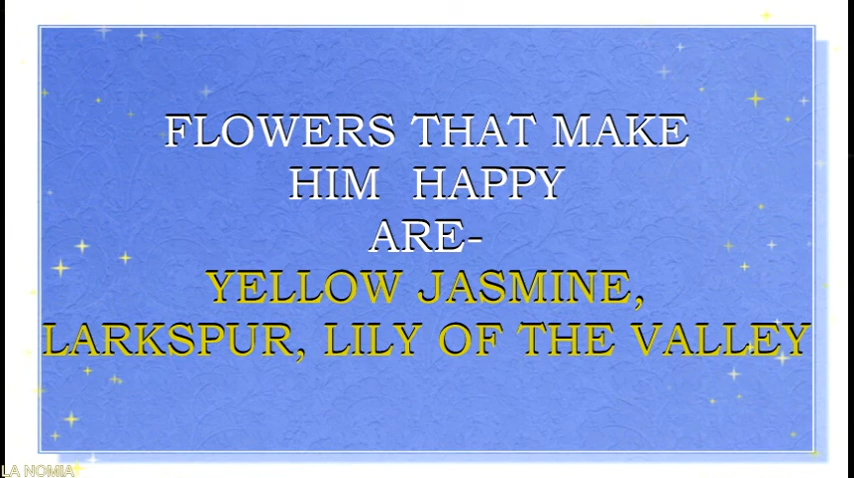 FLOWERS THAT MAKE
HIM HAPPY
ARE-
YELLOW JASMINE,
LARKSPUR, LILY OF THE VALLEY
LA NOMIA